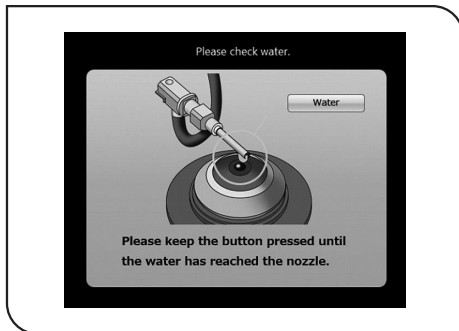 Please check water.
Water
Please keep the button pressed until
the water has reached the nozzle.